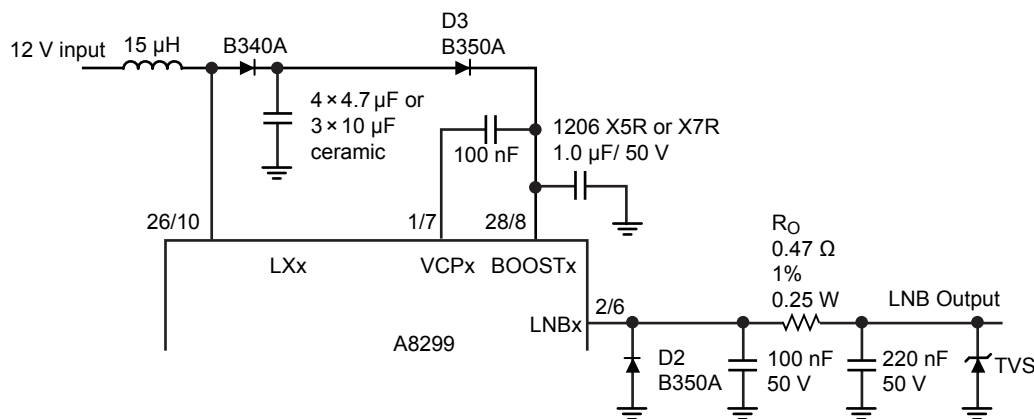 D3
B350A
12 V input
15 µH
B340A
4 × 4.7 µF or
3 × 10 µF
ceramic
100 nF
1206 X5R or X7R
1.0 µF/ 50 V
26/10
1/7
28/8
LXx
VCPx
BOOSTx
LNBx
2/6
A8299
R_O
0.47 Ω
1%
0.25 W
LNB Output
D2
B350A
100 nF
50 V
220 nF
50 V
TVS